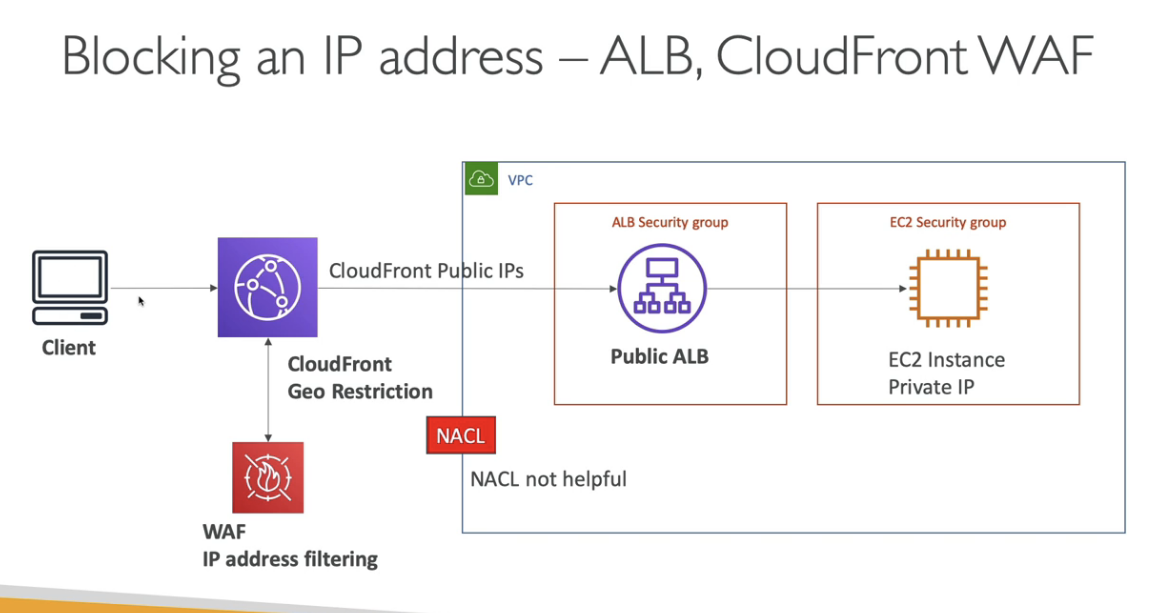 Blocking an IP address – ALB, CloudFront WAF
VPC
ALB Security group
EC2 Security group
CloudFront Public IPs
Client
Public ALB
CloudFront
Geo Restriction
EC2 Instance
Private IP
NACL
NACL not helpful
WAF
IP address filtering